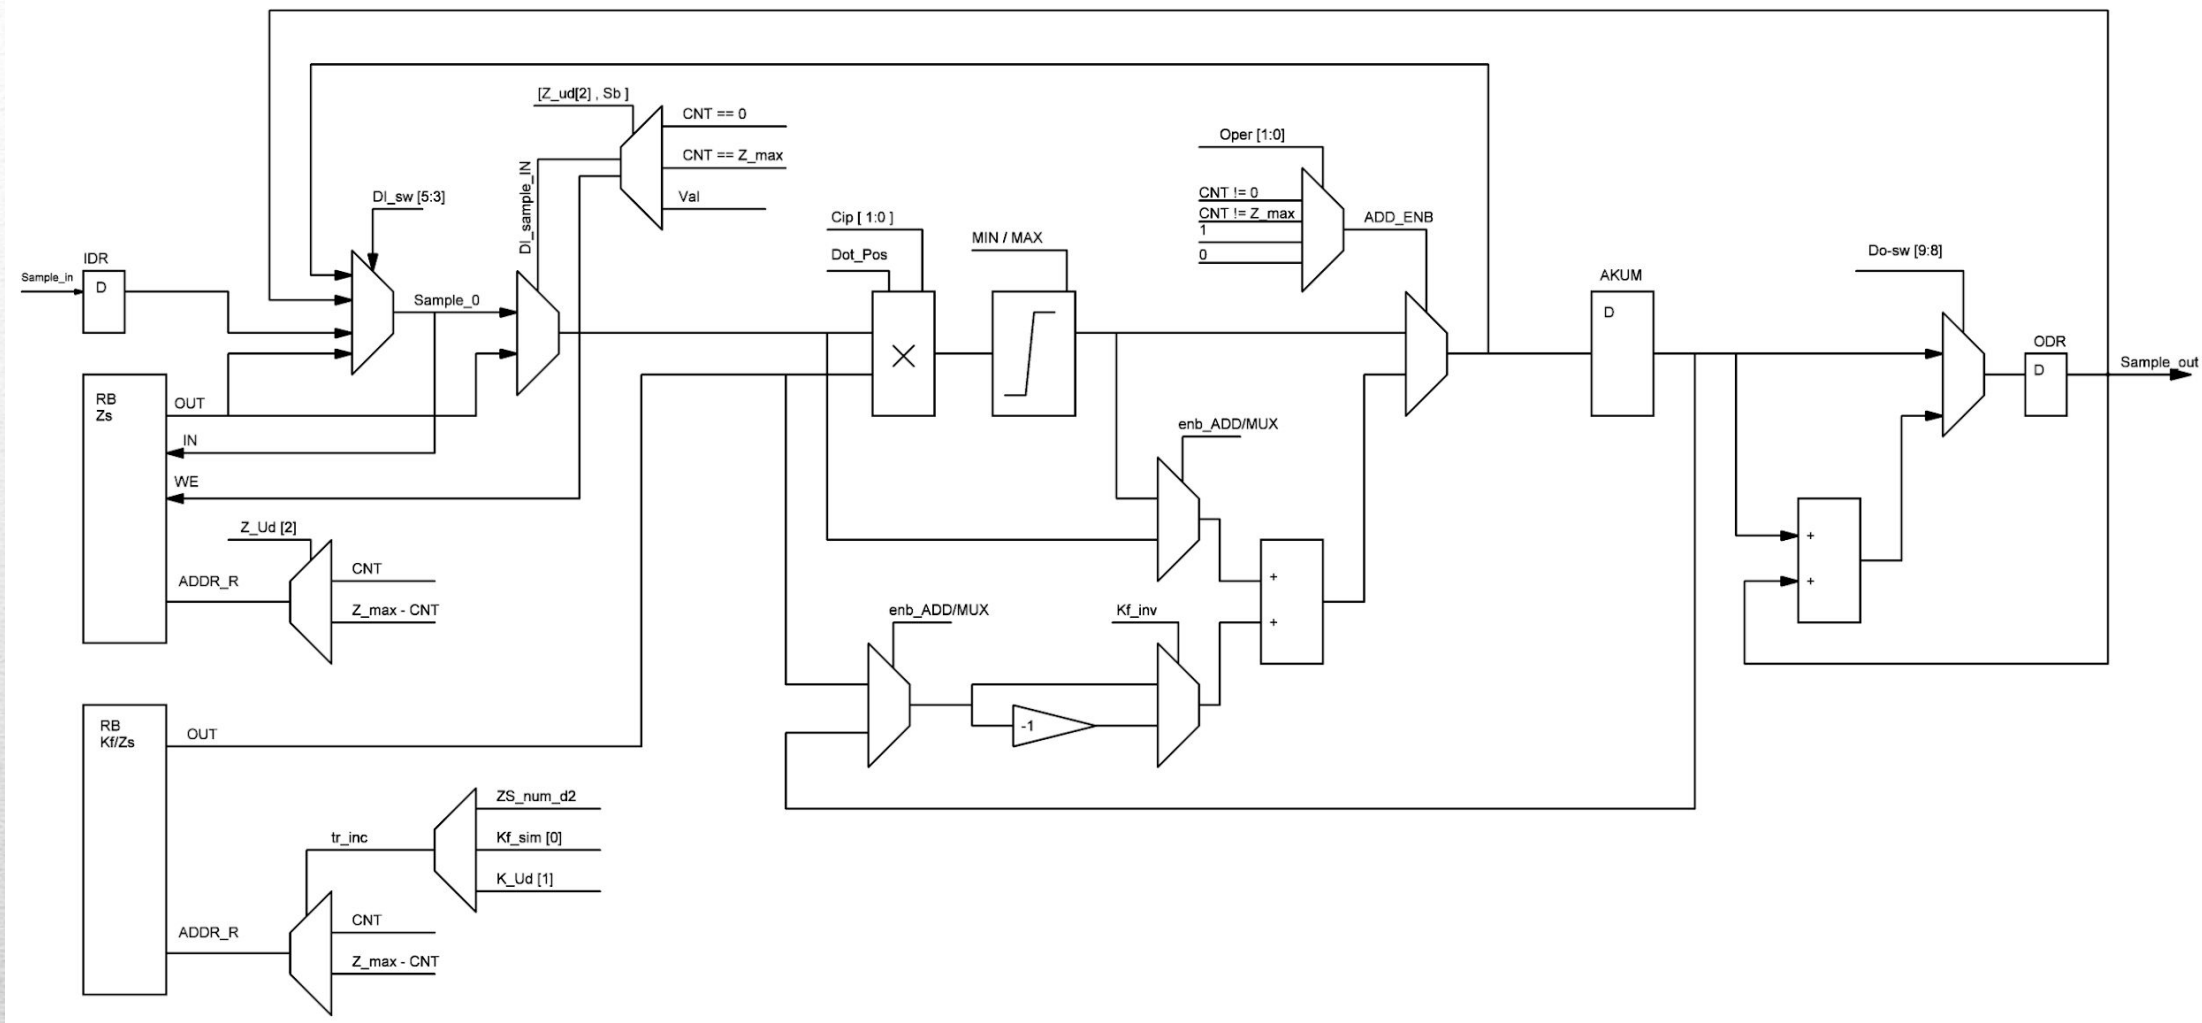 [Z_ud[2] , Sb ]
CNT == 0
CNT == Z_max
Val
DI_sample_IN
DI_sw [5:3]
Oper [1:0]
CNT != 0
CNT != Z_max
1
0
ADD_ENB
Cip [ 1:0 ]
Dot_Pos
MIN / MAX
Do-sw [9:8]
IDR
Sample_in
D
Sample_0
AKUM
D
ODR
D
Sample_out
RB
Zs
OUT
IN
WE
enb_ADD/MUX
Z_Ud [2]
ADDR_R
CNT
Z_max - CNT
+
+
+
+
enb_ADD/MUX
Kf_inv
-1
RB
Kf/Zs
OUT
ZS_num_d2
tr_inc
Kf_sim [0]
K_Ud [1]
ADDR_R
CNT
Z_max - CNT